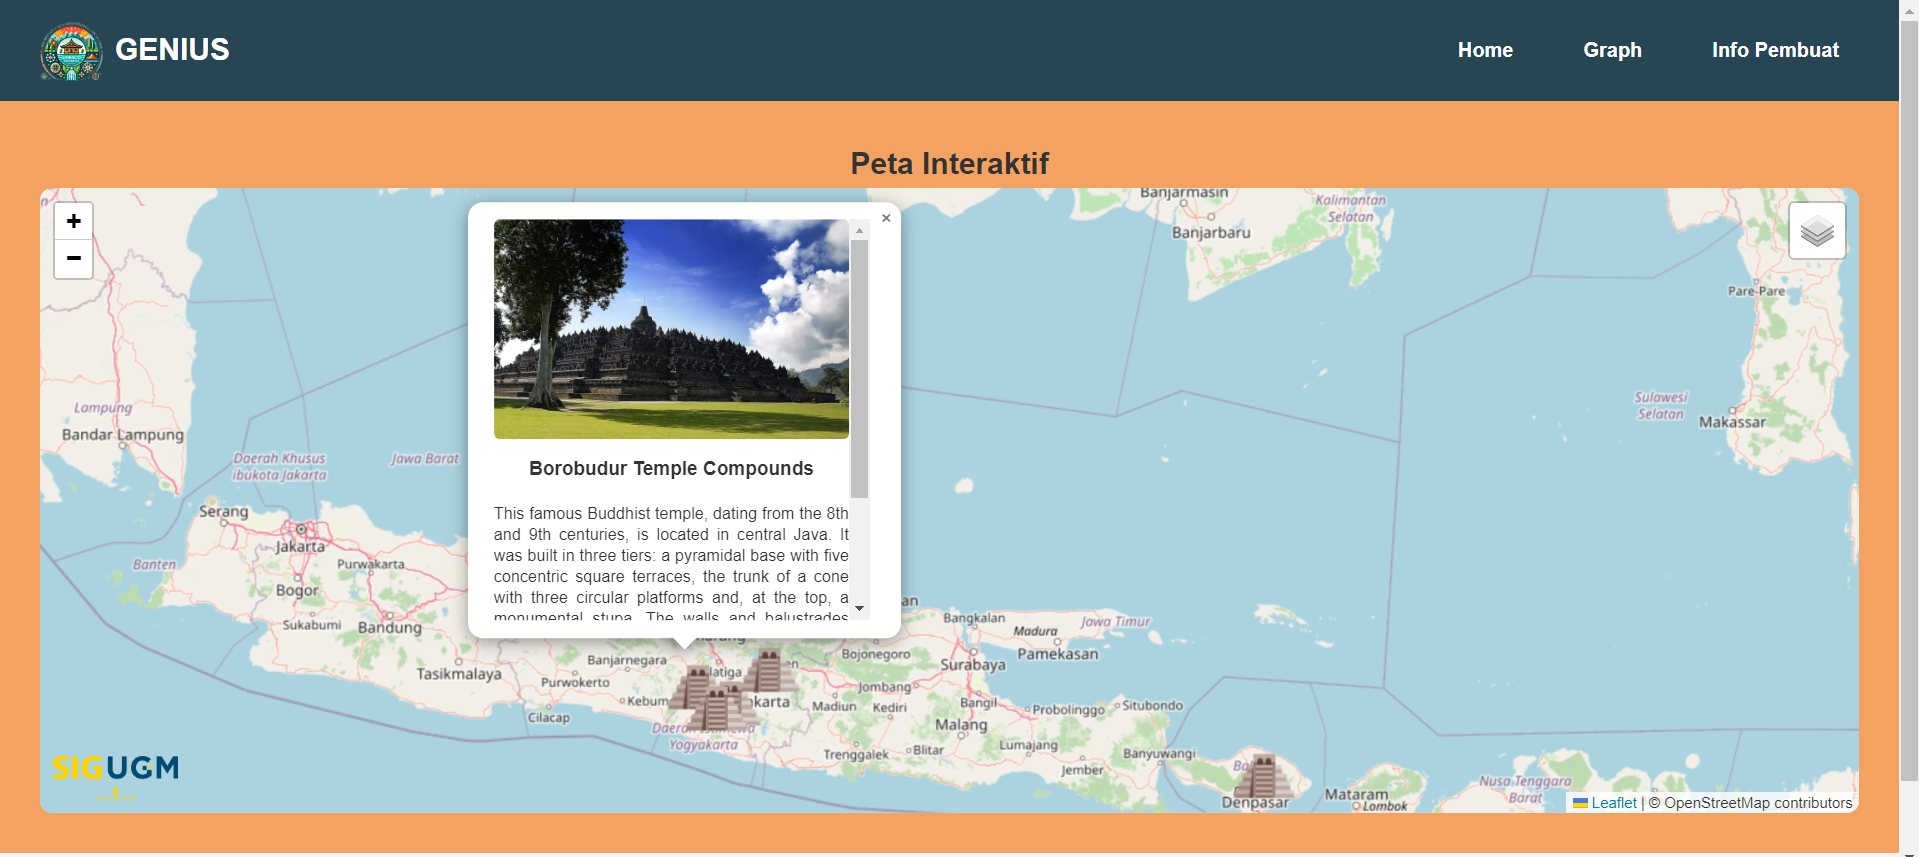 GENIUS
Home
Graph
Info Pembuat
Peta Interaktif
+
−
×
Borobudur Temple Compounds
This famous Buddhist temple, dating from the 8th
and 9th centuries, is located in central Java. It
was built in three tiers: a pyramidal base with five
concentric square terraces, the trunk of a cone
with three circular platforms and, at the top, a
monumental stupa. The walls and balustrades
Banjarmasin
Kalimantan
Selatan
Banjarbaru
Pare-Pare
Sulawesi
Selatan
Makassar
Lampung
Bandar Lampung
Daerah Khusus
ibukota Jakarta
Jawa Barat
Serang
Jakarta
Banten
Purwakarta
Bogor
Sukabumi
Bandung
Tasikmalaya
Banjarnegara
Purwokerto
Kebum
Cilacap
latiga
karta
Daerah Istimewa
Yogyakarta
Bojonegoro
Bangkalan
Madura
Jawa Timur
Pamekasan
Surabaya
Jombang
Madiun
Kediri
Bangil
Probolinggo
Situbondo
Malang
Trenggalek
Blitar
Lumajang
Jember
Banyuwangi
Ba
Denpasar
Mataram
Lombok
Nusa Tenggara
Barat
SIGUGM
Leaflet | © OpenStreetMap contributors